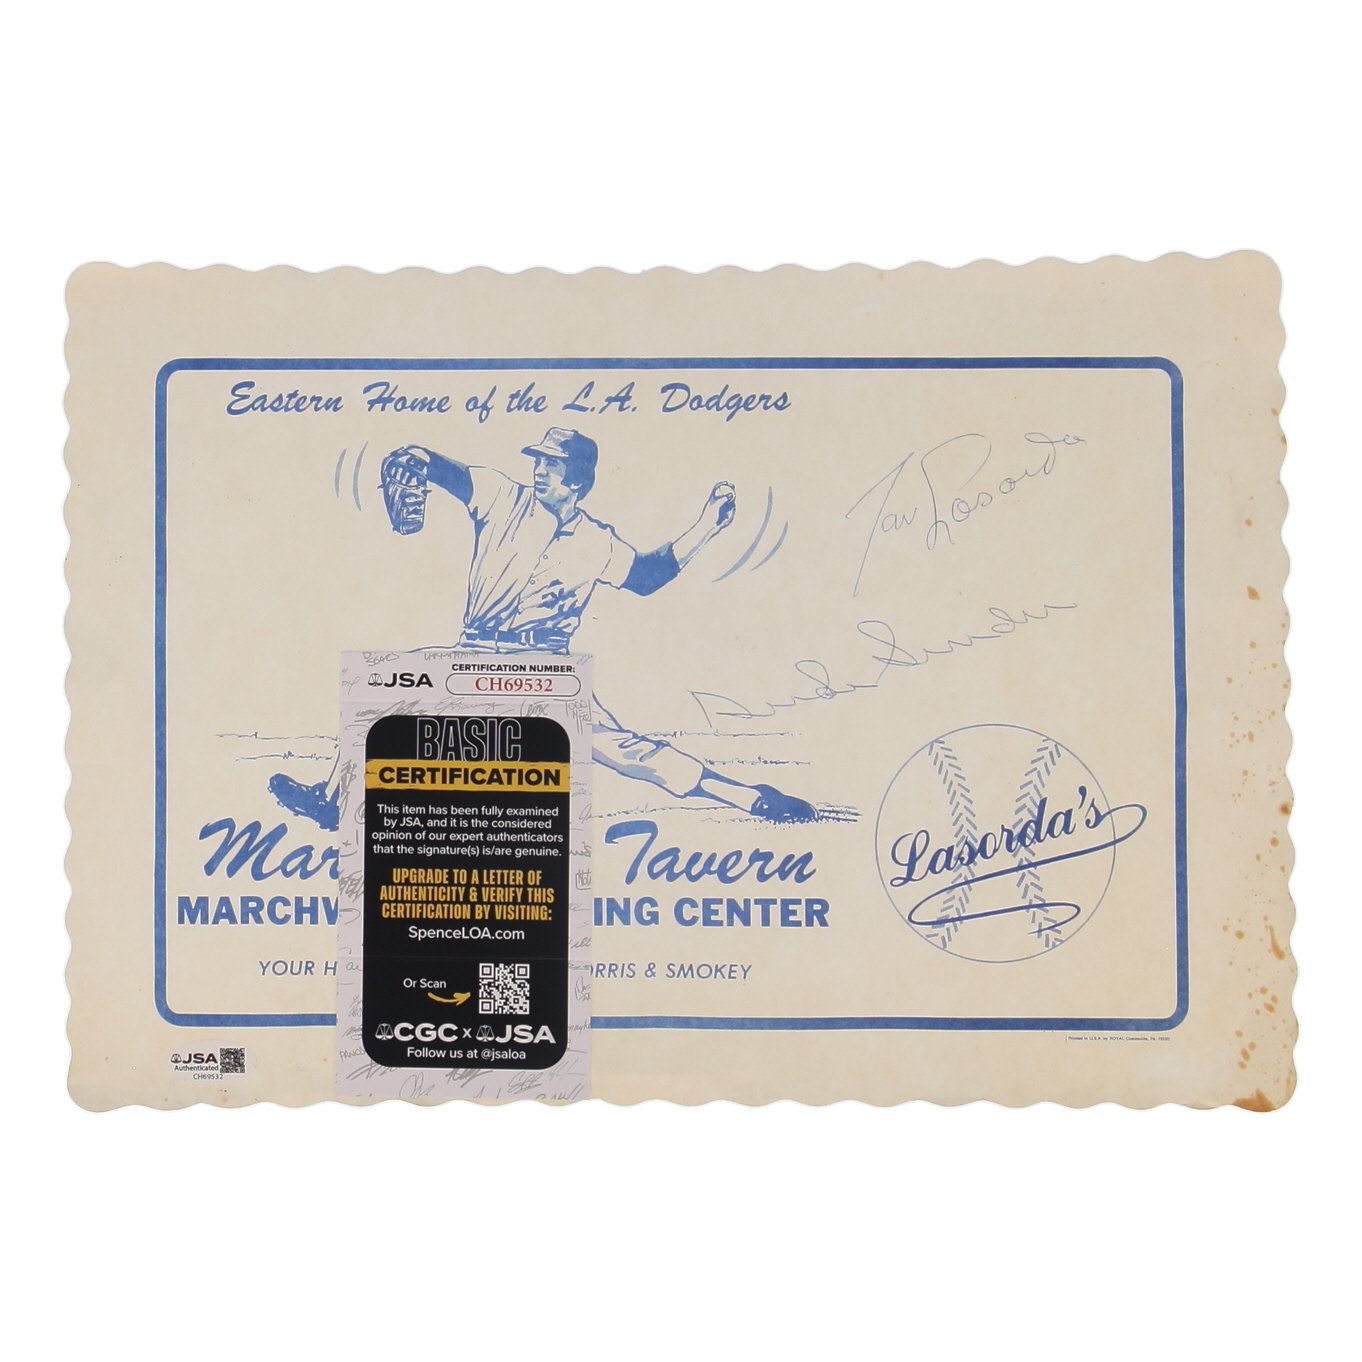 Eastern Home of the L.A. Dodgers
Tom Lasorda
Duke Snider
JSA
CERTIFICATION NUMBER:
CH69532
BASIC
CERTIFICATION
This item has been fully examined
by JSA, and it is the considered
opinion of our expert authenticators
that the signature(s) is/are genuine.
UPGRADE TO A LETTER OF
AUTHENTICITY & VERIFY THIS
CERTIFICATION BY VISITING:
SpenceLOA.com
Or Scan
CGC x JSA
Follow us at @jsaloa
Mar Tavern
MARCHW ING CENTER
YOUR H ORRIS & SMOKEY
Lasorda's
JSA
Authenticated
CH69532